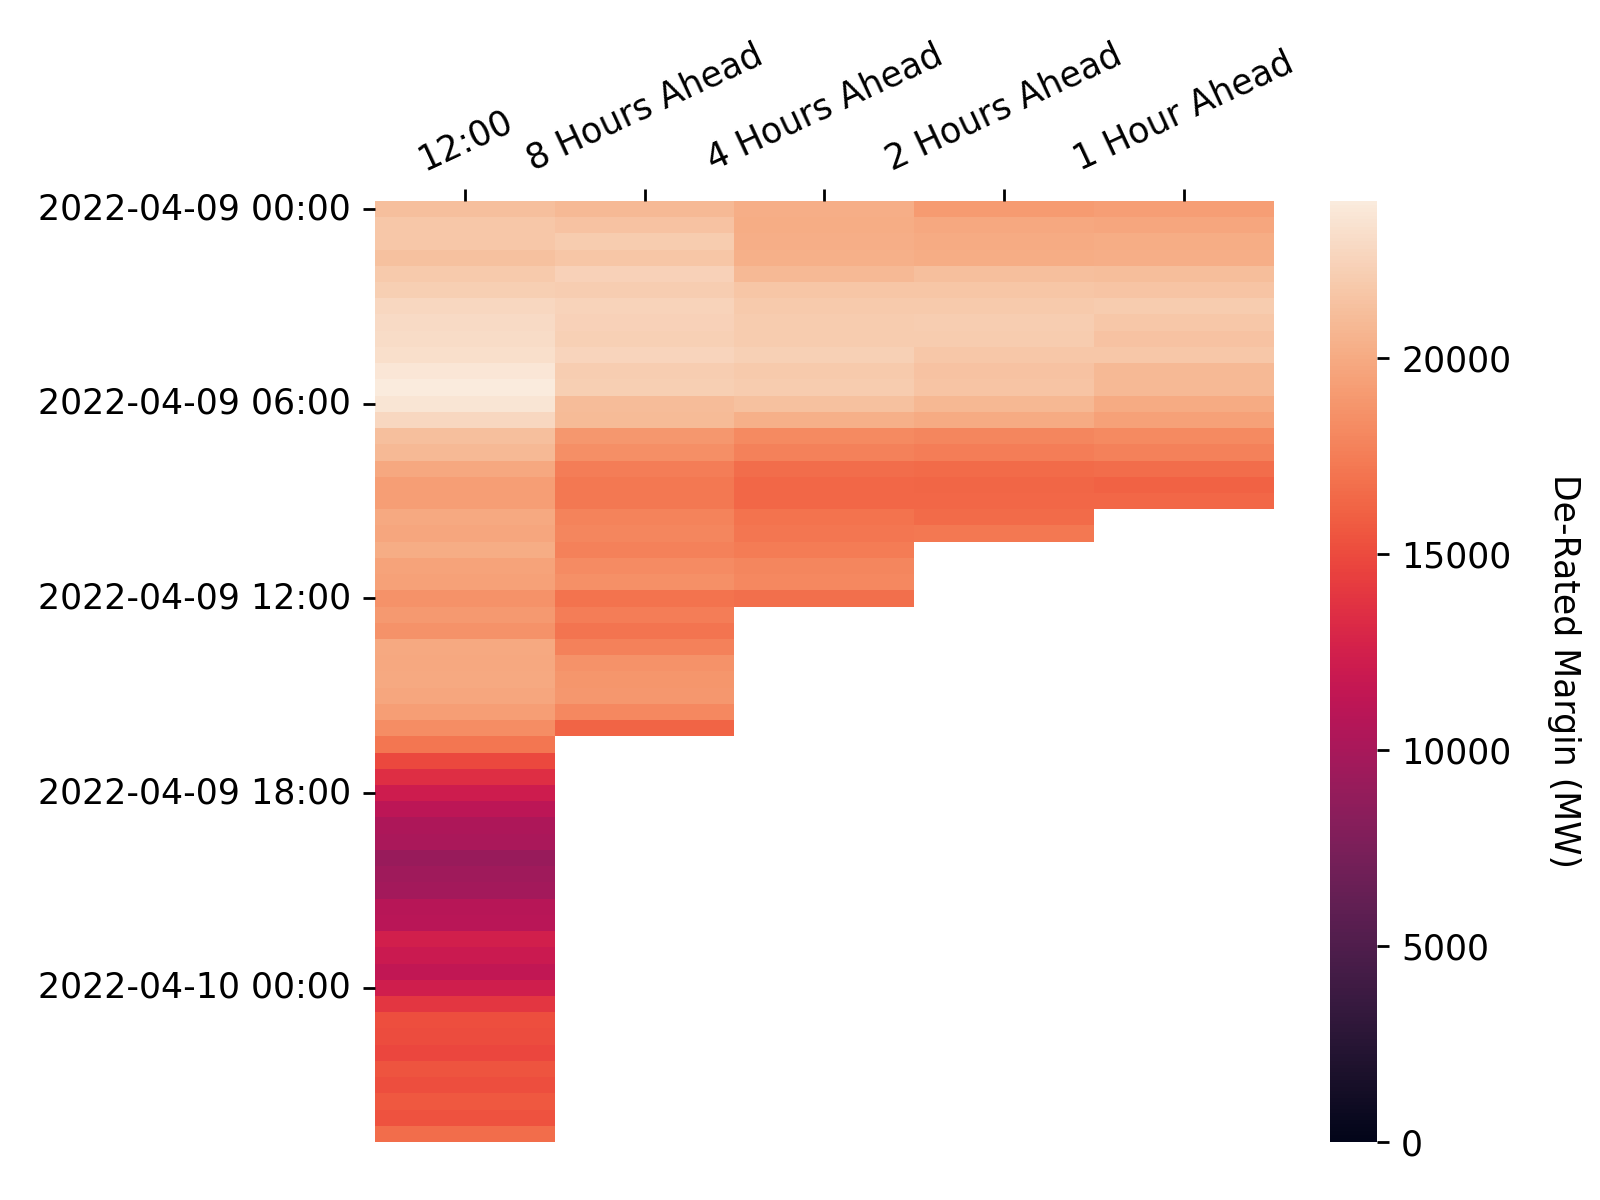 12:00
8 Hours Ahead
4 Hours Ahead
2 Hours Ahead
1 Hour Ahead
2022-04-09 00:00
2022-04-09 06:00
2022-04-09 12:00
2022-04-09 18:00
2022-04-10 00:00
20000
15000
10000
5000
0
De-Rated Margin (MW)